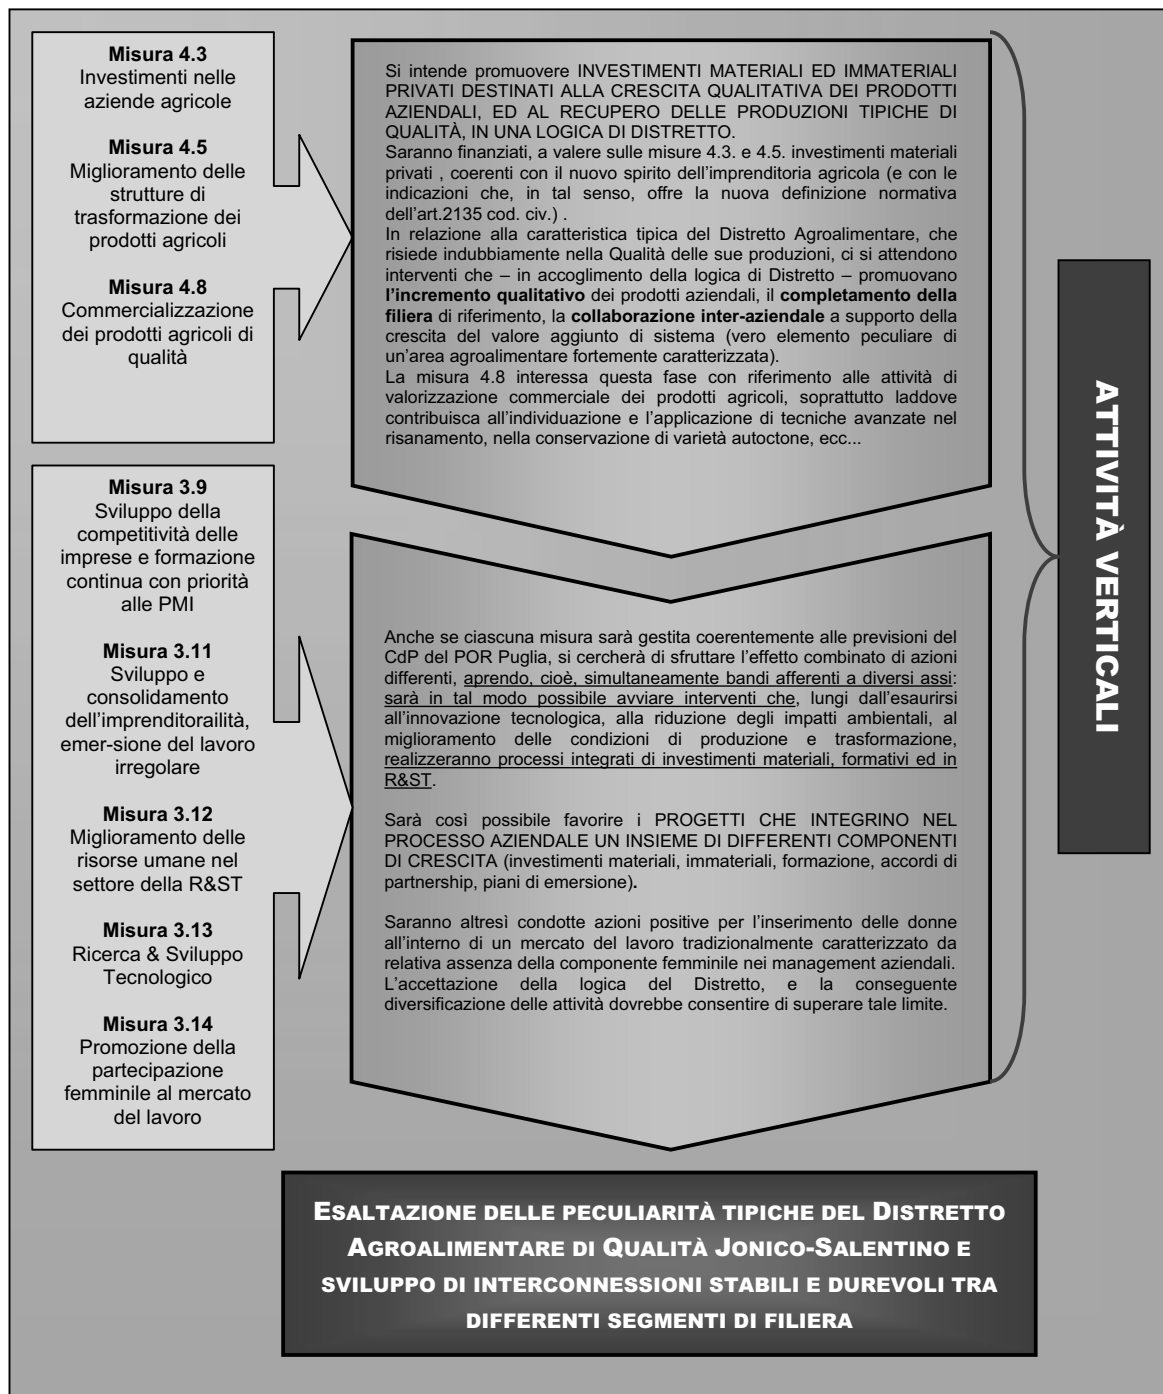 Misura 4.3
Investimenti nelle
aziende agricole
Misura 4.5
Miglioramento delle
strutture di
trasformazione dei
prodotti agricoli
Misura 4.8
Commercializzazione
dei prodotti agricoli di
qualità
Si intende promuovere INVESTIMENTI MATERIALI ED IMMATERIALI
PRIVATI DESTINATI ALLA CRESCITA QUALITATIVA DEI PRODOTTI
AZIENDALI, ED AL RECUPERO DELLE PRODUZIONI TIPICHE DI
QUALITÀ, IN UNA LOGICA DI DISTRETTO.
Saranno finanziati, a valere sulle misure 4.3. e 4.5. investimenti materiali
privati , coerenti con il nuovo spirito dell'imprenditoria agricola (e con le
indicazioni che, in tal senso, offre la nuova definizione normativa
dell'art.2135 cod. civ.) .
In relazione alla caratteristica tipica del Distretto Agroalimentare, che
risiede indubbiamente nella Qualità delle sue produzioni, ci si attendono
interventi che – in accoglimento della logica di Distretto – promuovano
l'incremento qualitativo dei prodotti aziendali, il completamento della
filiera di riferimento, la collaborazione inter-aziendale a supporto della
crescita del valore aggiunto di sistema (vero elemento peculiare di
un'area agroalimentare fortemente caratterizzata).
La misura 4.8 interessa questa fase con riferimento alle attività di
valorizzazione commerciale dei prodotti agricoli, soprattutto laddove
contribuisca all'individuazione e l'applicazione di tecniche avanzate nel
risanamento, nella conservazione di varietà autoctone, ecc...
Misura 3.9
Sviluppo della
competitività delle
imprese e formazione
continua con priorità
alle PMI
Misura 3.11
Sviluppo e
consolidamento
dell'imprenditorailità,
emer-sione del lavoro
irregolare
Misura 3.12
Miglioramento delle
risorse umane nel
settore della R&ST
Misura 3.13
Ricerca & Sviluppo
Tecnologico
Misura 3.14
Promozione della
partecipazione
femminile al mercato
del lavoro
Anche se ciascuna misura sarà gestita coerentemente alle previsioni del
CdP del POR Puglia, si cercherà di sfruttare l'effetto combinato di azioni
differenti, aprendo, cioè, simultaneamente bandi afferenti a diversi assi:
sarà in tal modo possibile avviare interventi che, lungi dall'esaurirsi
all'innovazione tecnologica, alla riduzione degli impatti ambientali, al
miglioramento delle condizioni di produzione e trasformazione,
realizzeranno processi integrati di investimenti materiali, formativi ed in
R&ST.
Sarà così possibile favorire i PROGETTI CHE INTEGRINO NEL
PROCESSO AZIENDALE UN INSIEME DI DIFFERENTI COMPONENTI
DI CRESCITA (investimenti materiali, immateriali, formazione, accordi di
partnership, piani di emersione).
Saranno altresì condotte azioni positive per l'inserimento delle donne
all'interno di un mercato del lavoro tradizionalmente caratterizzato da
relativa assenza della componente femminile nei management aziendali.
L'accettazione della logica del Distretto, e la conseguente
diversificazione delle attività dovrebbe consentire di superare tale limite.
ATTIVITÀ VERTICALI
ESALTAZIONE DELLE PECULIARITÀ TIPICHE DEL DISTRETTO
AGROALIMENTARE DI QUALITÀ JONICO-SALENTINO E
SVILUPPO DI INTERCONNESSIONI STABILI E DUREVOLI TRA
DIFFERENTI SEGMENTI DI FILIERA